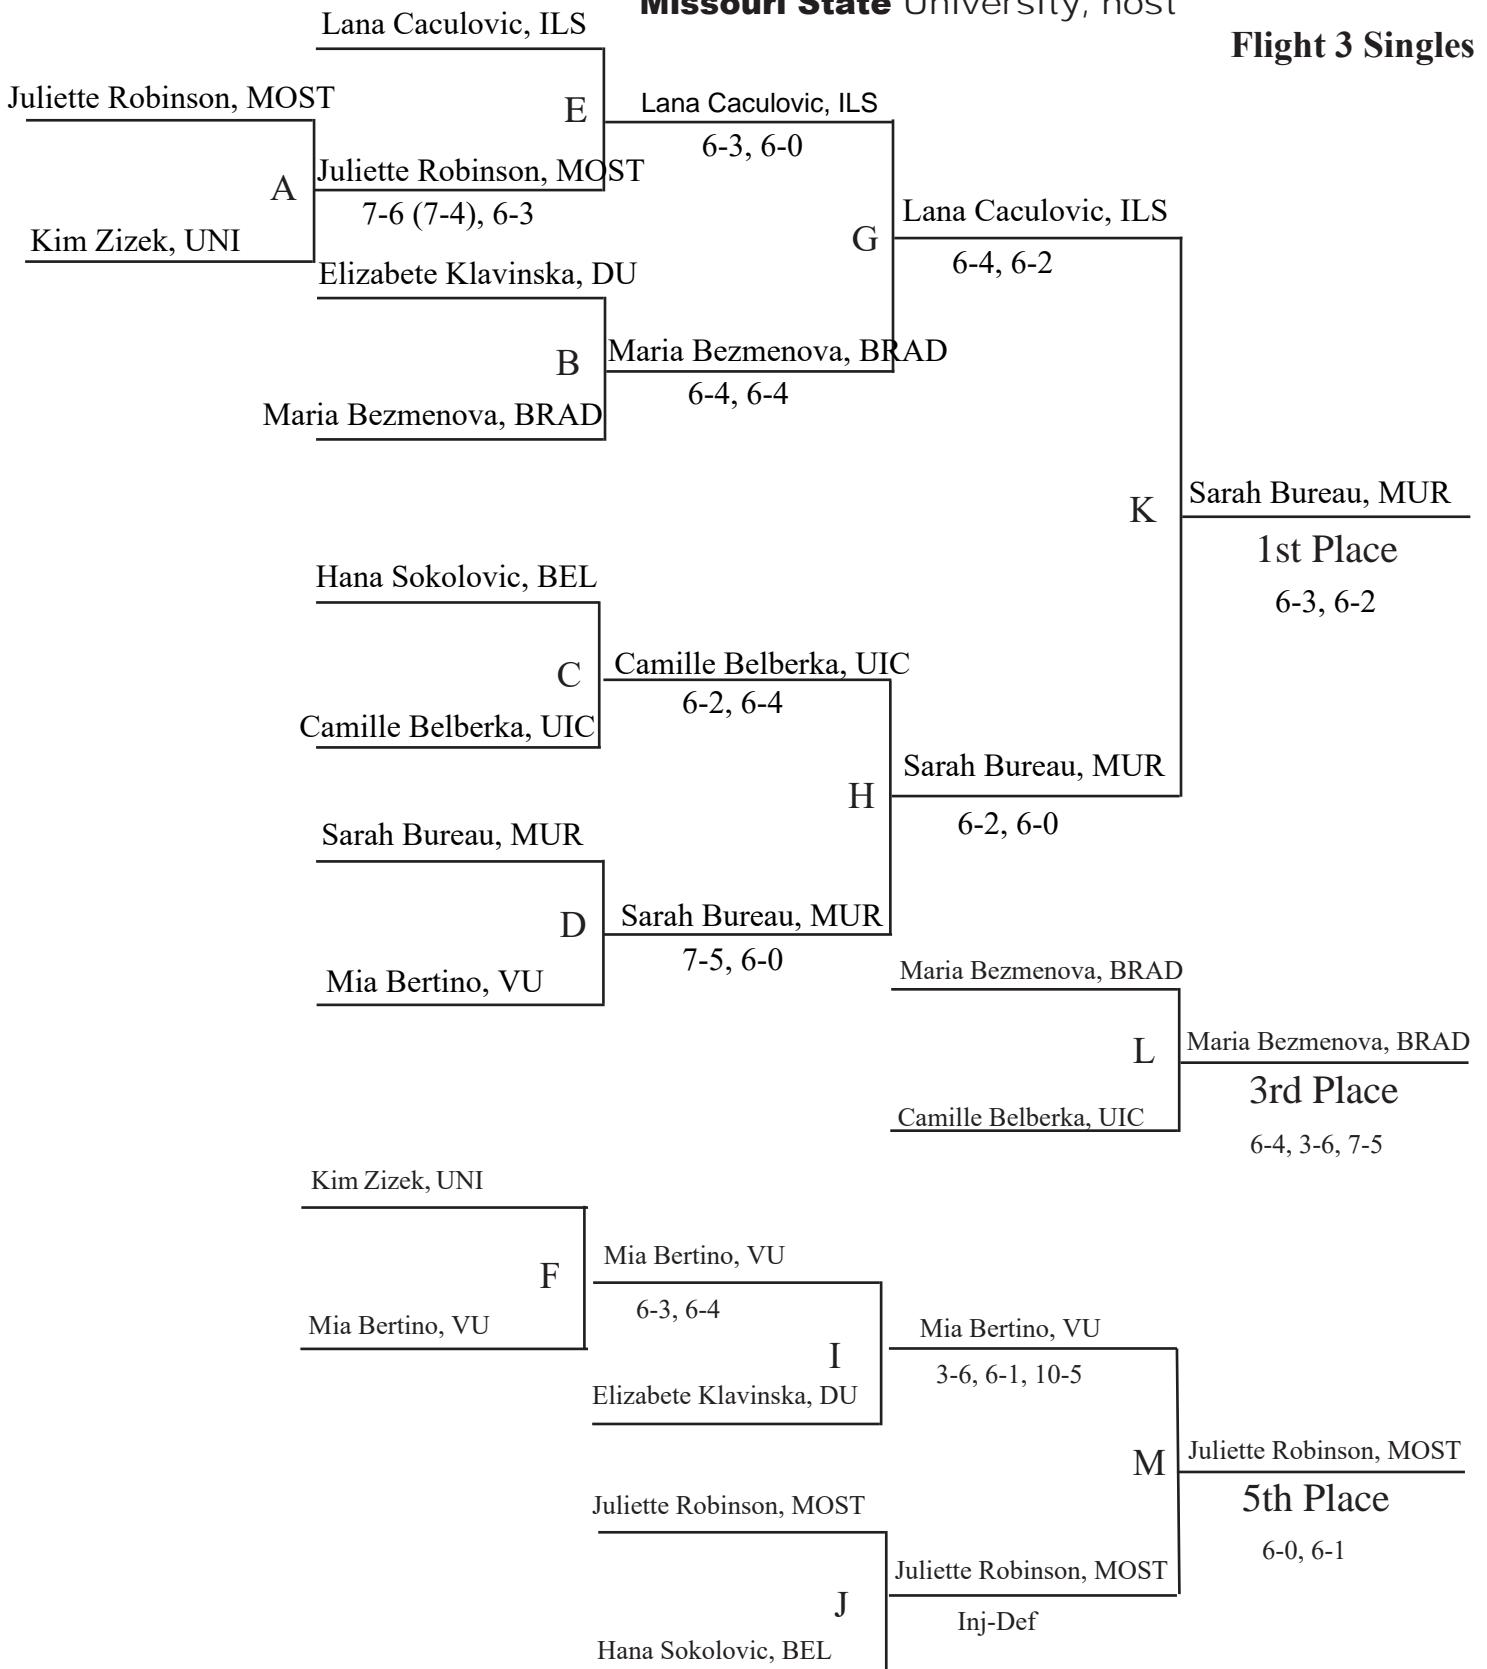 Missouri State University, host
Flight 3 Singles
Lana Caculovic, ILS
Juliette Robinson, MOST
E
Lana Caculovic, ILS
6-3, 6-0
A
Juliette Robinson, MOST
7-6 (7-4), 6-3
Kim Zizek, UNI
G
Lana Caculovic, ILS
6-4, 6-2
Elizabete Klavinska, DU
B
Maria Bezmenova, BRAD
6-4, 6-4
Maria Bezmenova, BRAD
K
Sarah Bureau, MUR
1st Place
6-3, 6-2
Hana Sokolovic, BEL
C
Camille Belberka, UIC
6-2, 6-4
Camille Belberka, UIC
H
Sarah Bureau, MUR
6-2, 6-0
Sarah Bureau, MUR
D
Sarah Bureau, MUR
7-5, 6-0
Mia Bertino, VU
Maria Bezmenova, BRAD
L
Maria Bezmenova, BRAD
3rd Place
6-4, 3-6, 7-5
Camille Belberka, UIC
Kim Zizek, UNI
F
Mia Bertino, VU
6-3, 6-4
Mia Bertino, VU
I
Mia Bertino, VU
3-6, 6-1, 10-5
Elizabete Klavinska, DU
M
Juliette Robinson, MOST
5th Place
6-0, 6-1
Juliette Robinson, MOST
J
Juliette Robinson, MOST
Inj-Def
Hana Sokolovic, BEL